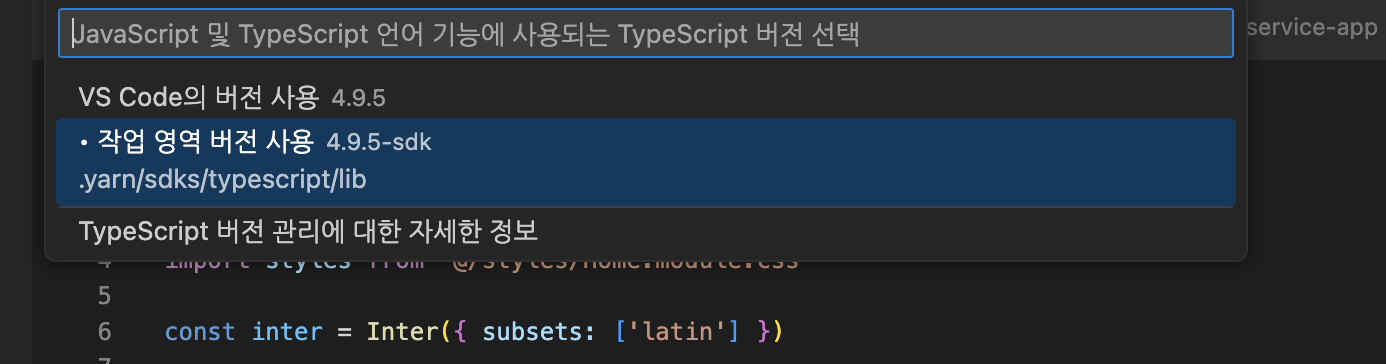 JavaScript 및 TypeScript 언어 기능에 사용되는 TypeScript 버전 선택
service-app
VS Code의 버전 사용 4.9.5
• 작업 영역 버전 사용 4.9.5-sdk
.yarn/sdks/typescript/lib
TypeScript 버전 관리에 대한 자세한 정보
4 import styles from '@/styles/Home.module.css'
5
6 const inter = Inter({ subsets: ['latin'] })